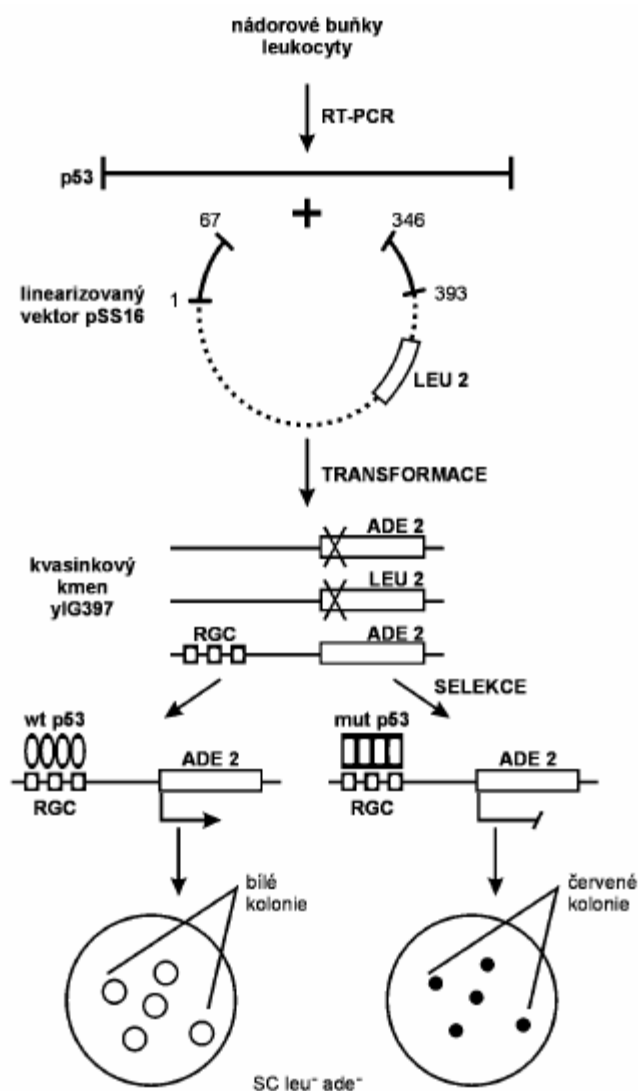 nádorové buňky
leukocyty
RT-PCR
p53
67
346
linearizovaný
vektor pSS16
1
393
LEU 2
TRANSFORMACE
ADE 2
kvasinkový
kmen
yIG397
LEU 2
RGC
ADE 2
SELEKCE
wt p53
mut p53
ADE 2
ADE 2
RGC
RGC
bílé
kolonie
červené
kolonie
SC leu⁻ ade⁻